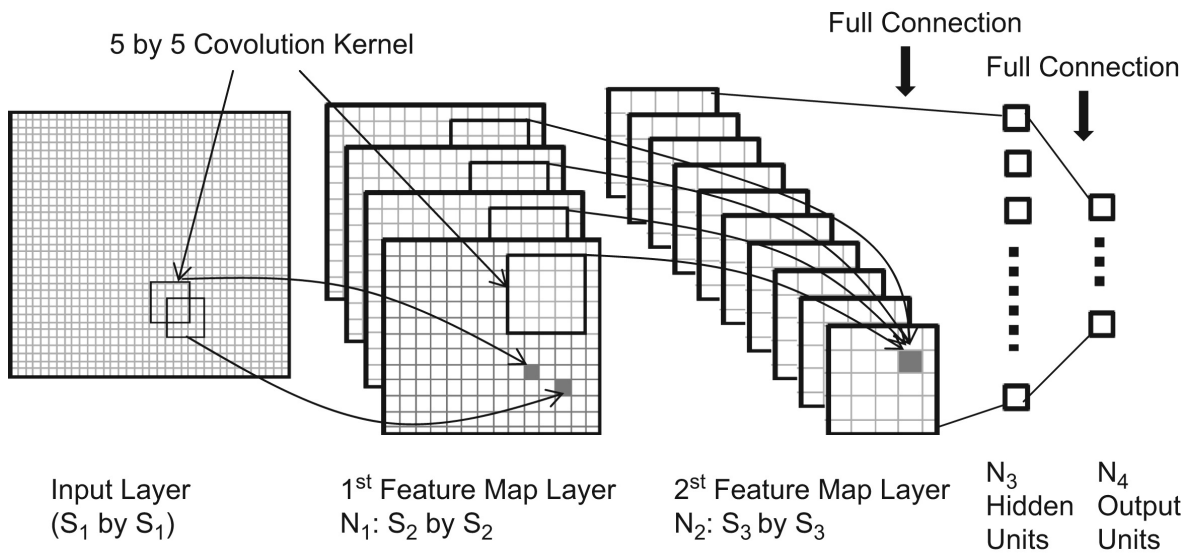 Full Connection
5 by 5 Covolution Kernel
Full Connection
Input Layer
(S₁ by S₁)
1ˢᵗ Feature Map Layer
N₁: S₂ by S₂
2ˢᵗ Feature Map Layer
N₂: S₃ by S₃
N₃
Hidden
Units
N₄
Output
Units